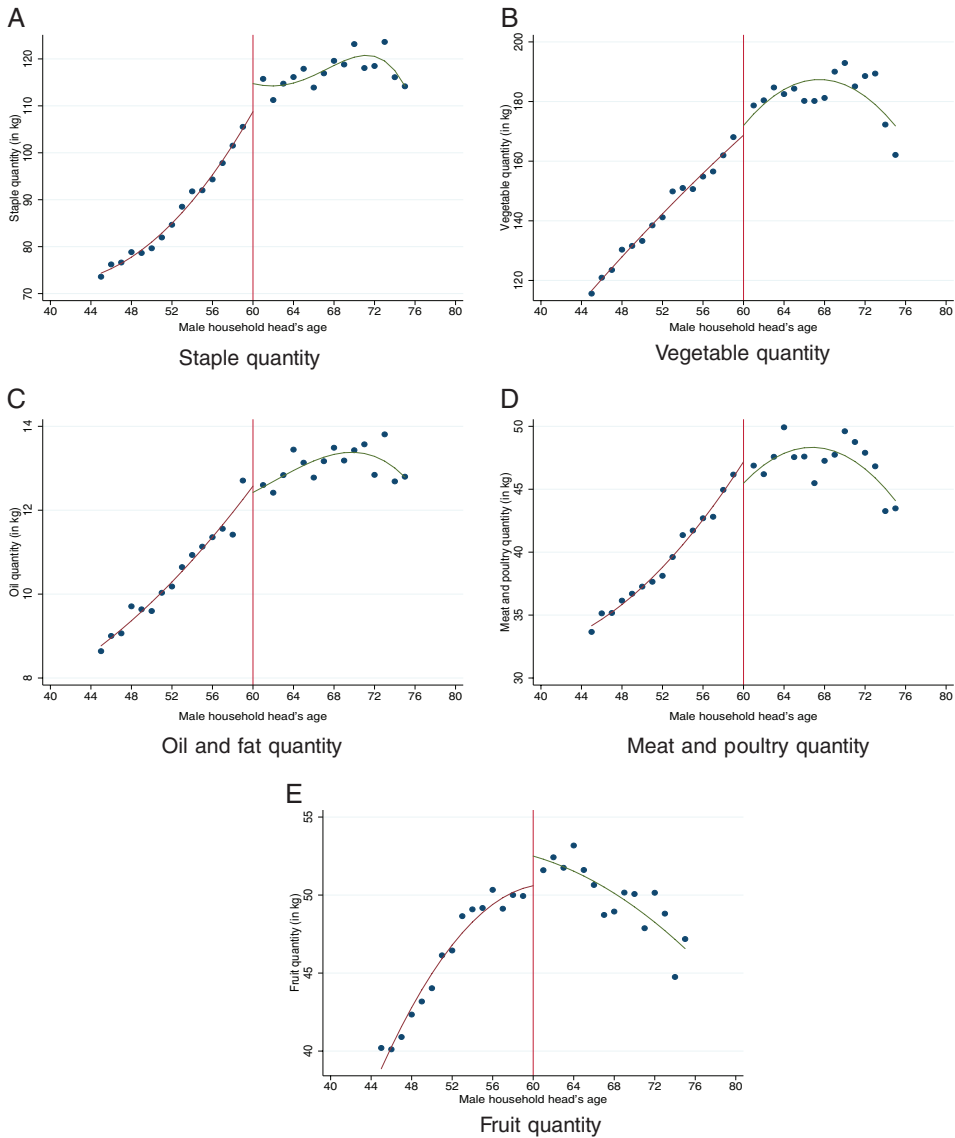 A
Staple quantity (in kg)
120
110
100
90
80
70
40 44 48 52 56 60 64 68 72 76 80
Male household head's age
Staple quantity
B
Vegetable quantity (in kg)
200
180
160
140
120
40 44 48 52 56 60 64 68 72 76 80
Male household head's age
Vegetable quantity
C
Oil quantity (in kg)
14
12
10
8
40 44 48 52 56 60 64 68 72 76 80
Male household head's age
Oil and fat quantity
D
Meat and poultry quantity (in kg)
50
45
40
35
30
40 44 48 52 56 60 64 68 72 76 80
Male household head's age
Meat and poultry quantity
E
Fruit quantity (in kg)
55
50
45
40
40 44 48 52 56 60 64 68 72 76 80
Male household head's age
Fruit quantity